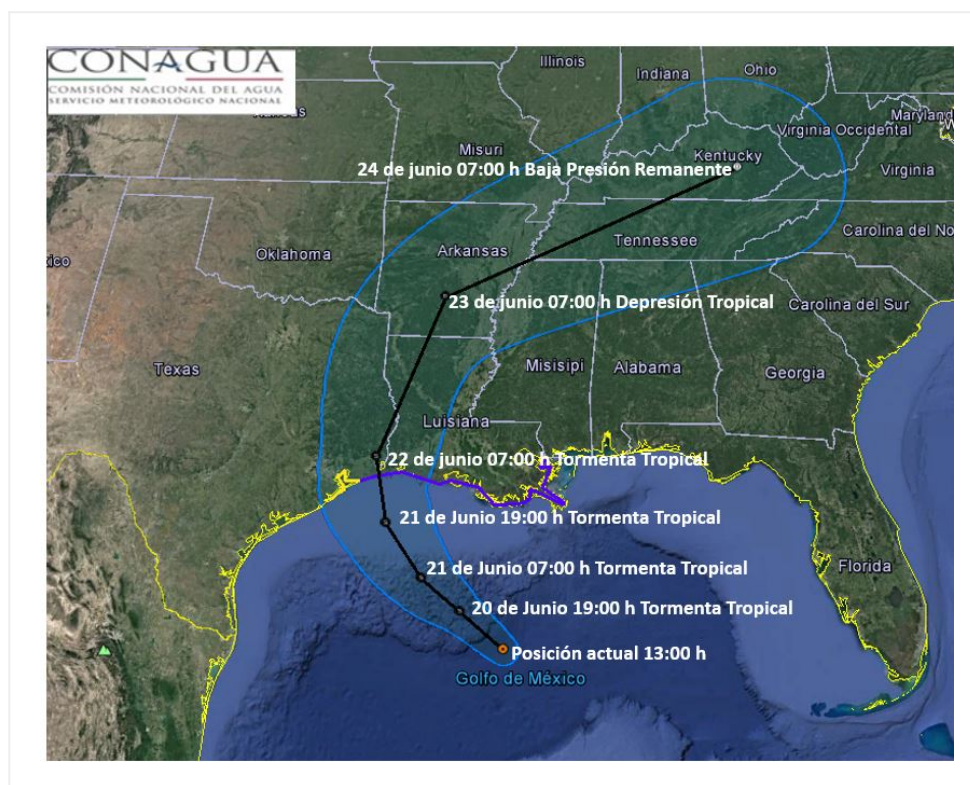 CONAGUA
COMISIÓN NACIONAL DEL AGUA
SERVICIO METEOROLÓGICO NACIONAL
Illinois
Indiana
Ohio
Maryland
Virginia Occidental
Misuri
Kentucky
24 de junio 07:00 h Baja Presión Remanente
Virginia
Carolina del No
Tennessee
Arkansas
Oklahoma
ico
23 de junio 07:00 h Depresión Tropical
Carolina del Sur
Texas
Misisipi
Alabama
Georgia
Luisiana
22 de junio 07:00 h Tormenta Tropical
21 de Junio 19:00 h Tormenta Tropical
21 de Junio 07:00 h Tormenta Tropical
Florida
20 de Junio 19:00 h Tormenta Tropical
Posición actual 13:00 h
Golfo de México